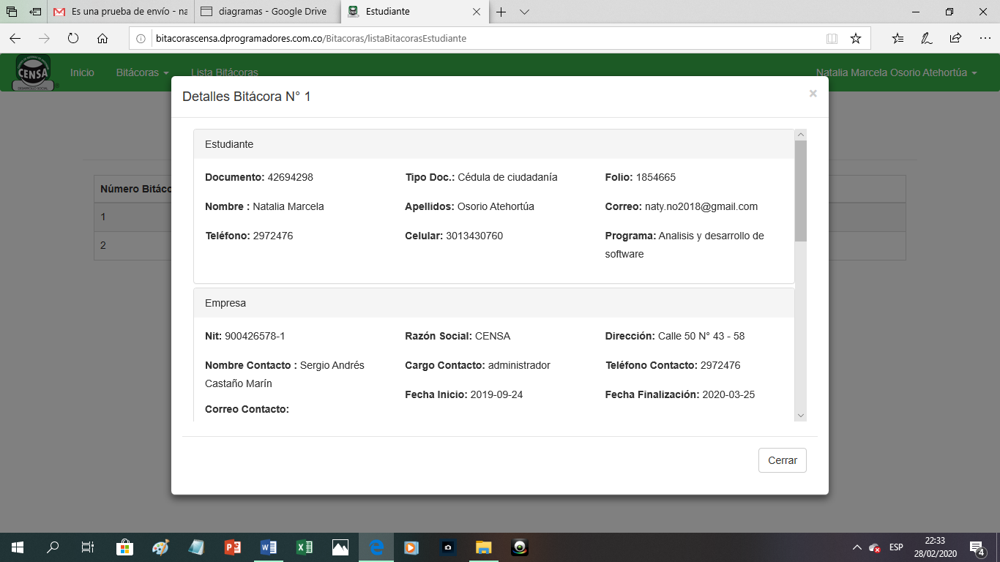 Es una prueba de envío - na
diagramas - Google Drive
Estudiante
bitacorascensa.dprogramadores.com.co/Bitacoras/listaBitacorasEstudiante
CENSA
DESARROLLO SOCIAL
Inicio
Bitácoras
Lista Bitácoras
Natalia Marcela Osorio Atehortúa
Detalles Bitácora N° 1
×
Número Bitáco
1
2
Estudiante
Documento: 42694298
Tipo Doc.: Cédula de ciudadanía
Folio: 1854665
Nombre : Natalia Marcela
Apellidos: Osorio Atehortúa
Correo: naty.no2018@gmail.com
Teléfono: 2972476
Celular: 3013430760
Programa: Analisis y desarrollo de
software
Empresa
Nit: 900426578-1
Razón Social: CENSA
Dirección: Calle 50 N° 43 - 58
Nombre Contacto : Sergio Andrés
Castaño Marín
Cargo Contacto: administrador
Teléfono Contacto: 2972476
Fecha Inicio: 2019-09-24
Fecha Finalización: 2020-03-25
Correo Contacto:
Cerrar
ESP
22:33
28/02/2020
4